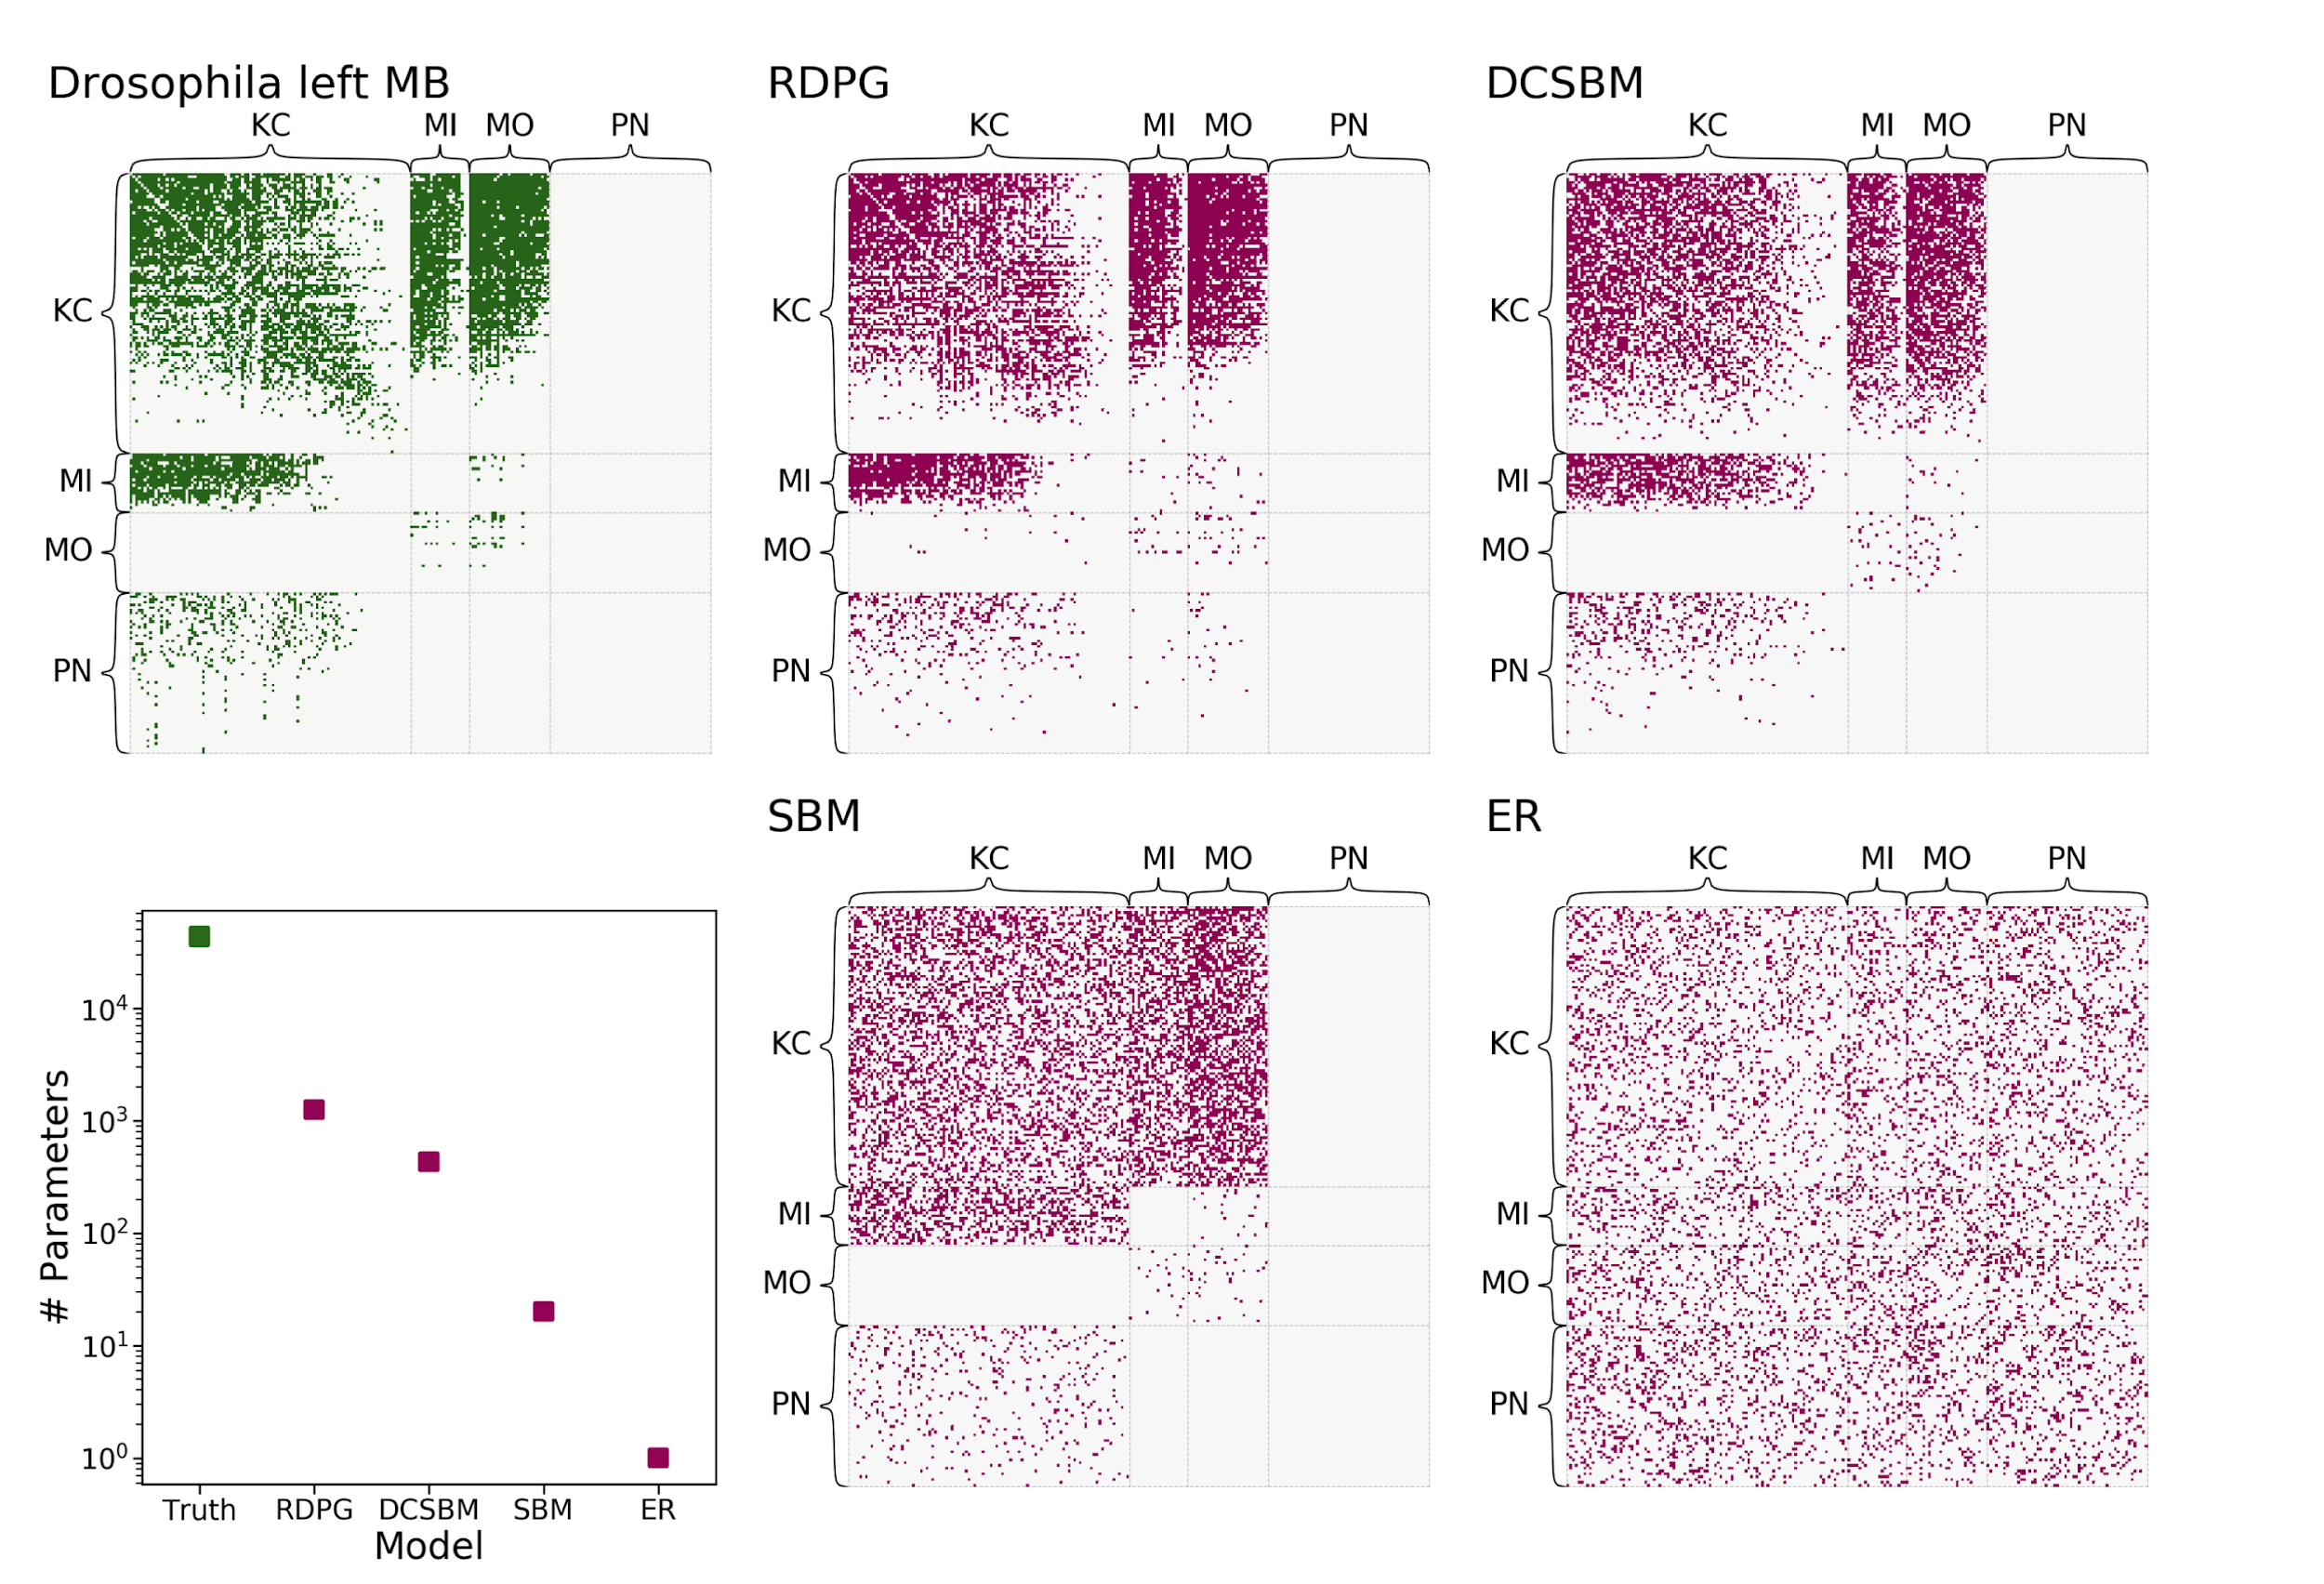 Drosophila left MB
KC MI MO PN
KC
MI
MO
PN
RDPG
KC MI MO PN
KC
MI
MO
PN
DCSBM
KC MI MO PN
KC
MI
MO
PN
# Parameters
10^4
10^3
10^2
10^1
10^0
Truth RDPG DCSBM SBM ER
Model
SBM
KC MI MO PN
KC
MI
MO
PN
ER
KC MI MO PN
KC
MI
MO
PN